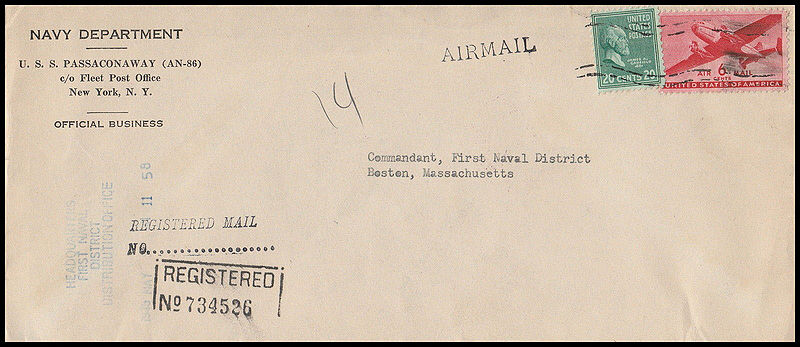 NAVY DEPARTMENT
U. S. S. PASSACONAWAY (AN-86)
c/o Fleet Post Office
New York, N. Y.
OFFICIAL BUSINESS
AIRMAIL
UNITED
STATES
POSTAGE
20 CENTS 20
AIR 6 MAIL
CENTS
UNITED STATES OF AMERICA
14
Commandant, First Naval District
Boston, Massachusetts
HEADQUARTERS,
FIRST NAVAL
DISTRICT
DISTRIBUTION OFFICE
11 58
REGISTERED MAIL
NO.
REGISTERED
No 734526